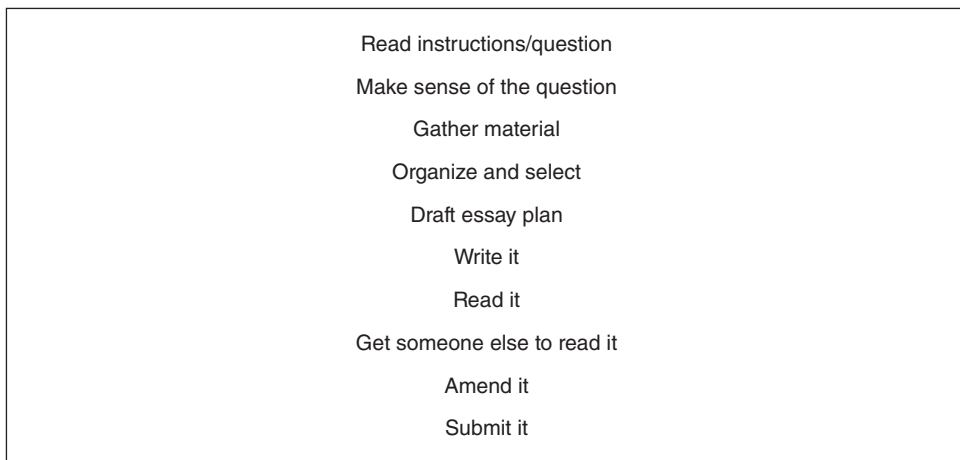 Read instructions/question
Make sense of the question
Gather material
Organize and select
Draft essay plan
Write it
Read it
Get someone else to read it
Amend it
Submit it